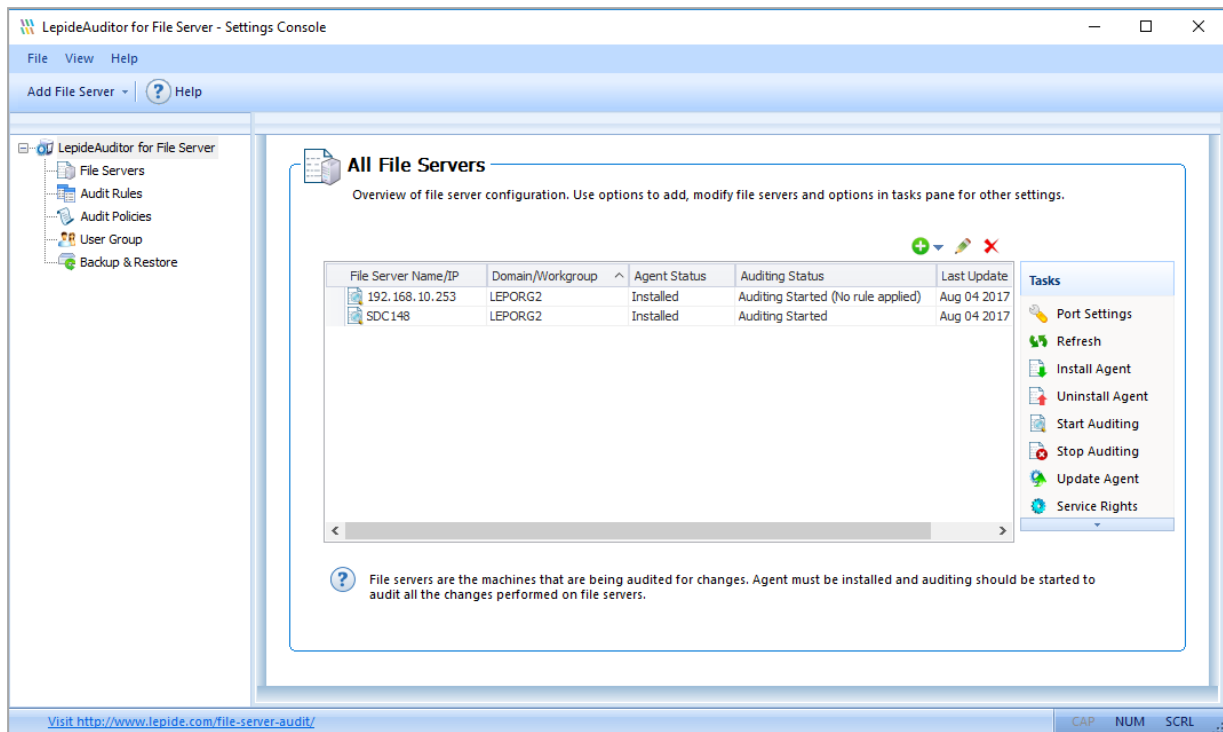 LepideAuditor for File Server - Settings Console
File View Help
Add File Server Help
LepideAuditor for File Server
File Servers
Audit Rules
Audit Policies
User Group
Backup & Restore
All File Servers
Overview of file server configuration. Use options to add, modify file servers and options in tasks pane for other settings.
File Server Name/IP Domain/Workgroup Agent Status Auditing Status Last Update
192.168.10.253 LEPORG2 Installed Auditing Started (No rule applied) Aug 04 2017
SDC148 LEPORG2 Installed Auditing Started Aug 04 2017
Tasks
Port Settings
Refresh
Install Agent
Uninstall Agent
Start Auditing
Stop Auditing
Update Agent
Service Rights
File servers are the machines that are being audited for changes. Agent must be installed and auditing should be started to
audit all the changes performed on file servers.
Visit http://www.lepide.com/file-server-audit/
CAP NUM SCRL